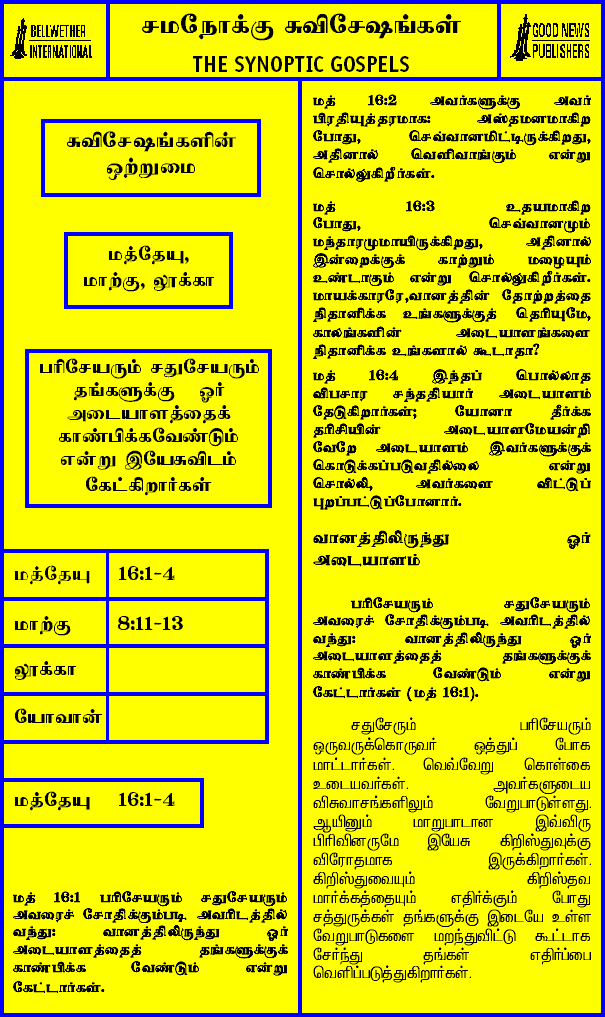 BELLWETHER
INTERNATIONAL
சமநோக்கு சுவிசேஷங்கள்
THE SYNOPTIC GOSPELS
GOOD NEWS
PUBLISHERS
சுவிசேஷங்களின்
ஒற்றுமை
மத்தேயு,
மாற்கு, லூக்கா
பரிசேயரும் சதுசேயரும்
தங்களுக்கு ஓர்
அடையாளத்தைக்
காண்பிக்கவேண்டும்
என்று இயேசுவிடம்
கேட்கிறார்கள்
மத்தேயு 16:1-4
மாற்கு 8:11-13
லூக்கா
யோவான்
மத்தேயு 16:1-4
மத் 16:1 பரிசேயரும் சதுசேயரும்
அவரைச் சோதிக்கும்படி அவரிடத்தில்
வந்து: வானத்திலிருந்து ஓர்
அடையாளத்தைத் தங்களுக்குக்
காண்பிக்க வேண்டும் என்று
கேட்டார்கள்.
மத் 16:2 அவர்களுக்கு அவர்
பிரதியுத்தரமாக: அஸ்தமனமாகிற
போது, செவ்வானமிட்டிருக்கிறது,
அதினால் வெளிவாங்கும் என்று
சொல்லுகிறீர்கள்.
மத் 16:3 உதயமாகிற
போது, செவ்வானமும்
மந்தாரமுமாயிருக்கிறது, அதினால்
இன்றைக்குக் காற்றும் மழையும்
உண்டாகும் என்று சொல்லுகிறீர்கள்.
மாயக்காரரே,வானத்தின் தோற்றத்தை
நிதானிக்க உங்களுக்குத் தெரியுமே,
காலங்களின் அடையாளங்களை
நிதானிக்க உங்களால் கூடாதா?
மத் 16:4 இந்தப் பொல்லாத
விபசார சந்ததியார் அடையாளம்
தேடுகிறார்கள்; யோனா தீர்க்க
தரிசியின் அடையாளமேயன்றி
வேறே அடையாளம் இவர்களுக்குக்
கொடுக்கப்படுவதில்லை என்று
சொல்லி, அவர்களை விட்டுப்
புறப்பட்டுப்போனார்.
வானத்திலிருந்து ஓர்
அடையாளம்
பரிசேயரும் சதுசேயரும்
அவரைச் சோதிக்கும்படி அவரிடத்தில்
வந்து: வானத்திலிருந்து ஓர்
அடையாளத்தைத் தங்களுக்குக்
காண்பிக்க வேண்டும் என்று
கேட்டார்கள் (மத் 16:1).
சதுசேரும் பரிசேயரும்
ஒருவருக்கொருவர் ஒத்துப் போக
மாட்டார்கள். வெவ்வேறு கொள்கை
உடையவர்கள். அவர்களுடைய
விசுவாசங்களிலும் வேறுபாடுள்ளது.
ஆயினும் மாறுபாடான இவ்விரு
பிரிவினருமே இயேசு கிறிஸ்துவுக்கு
விரோதமாக இருக்கிறார்கள்.
கிறிஸ்துவையும் கிறிஸ்தவ
மார்க்கத்தையும் எதிர்க்கும் போது
சத்துருக்கள் தங்களுக்கு இடையே உள்ள
வேறுபாடுகளை மறந்துவிட்டு கூட்டாக
சேர்ந்து தங்கள் எதிர்ப்பை
வெளிப்படுத்துகிறார்கள்.